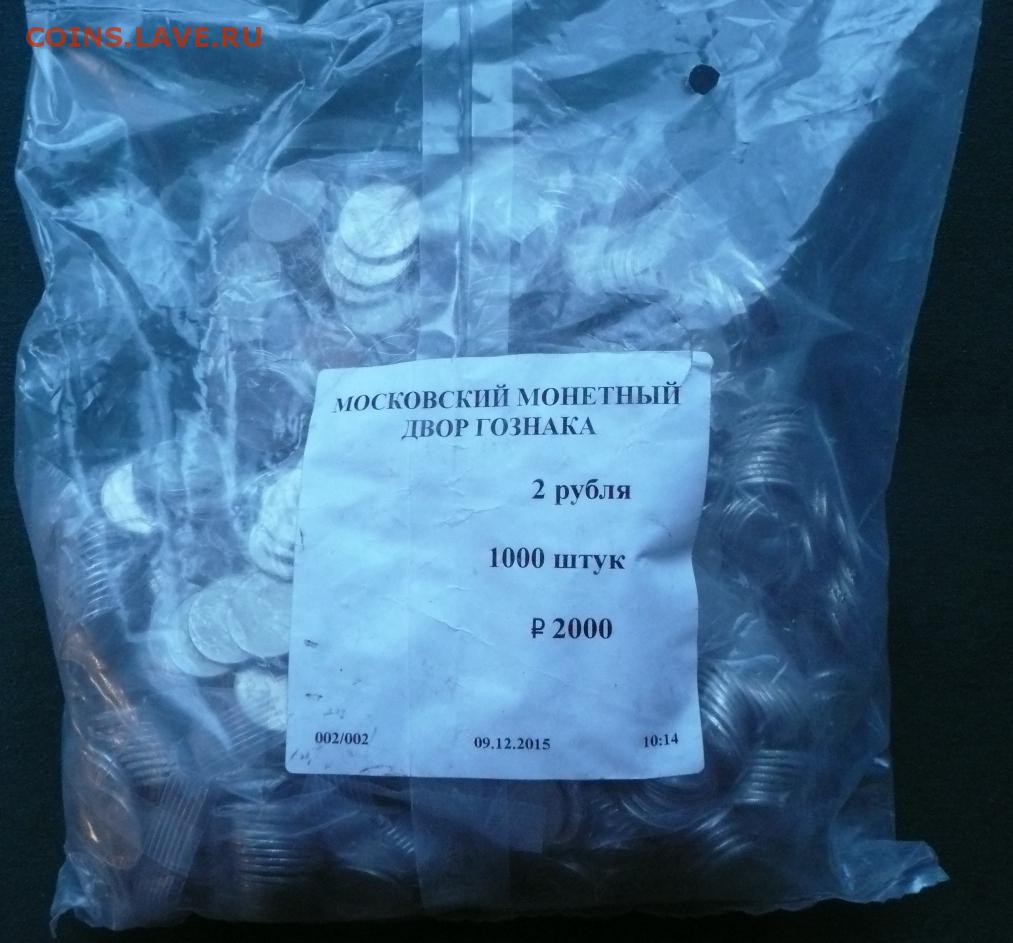 COINS.LAVE.RU
МОСКОВСКИЙ МОНЕТНЫЙ
ДВОР ГОЗНАКА
2 рубля
1000 штук
₽ 2000
002/002 09.12.2015 10:14